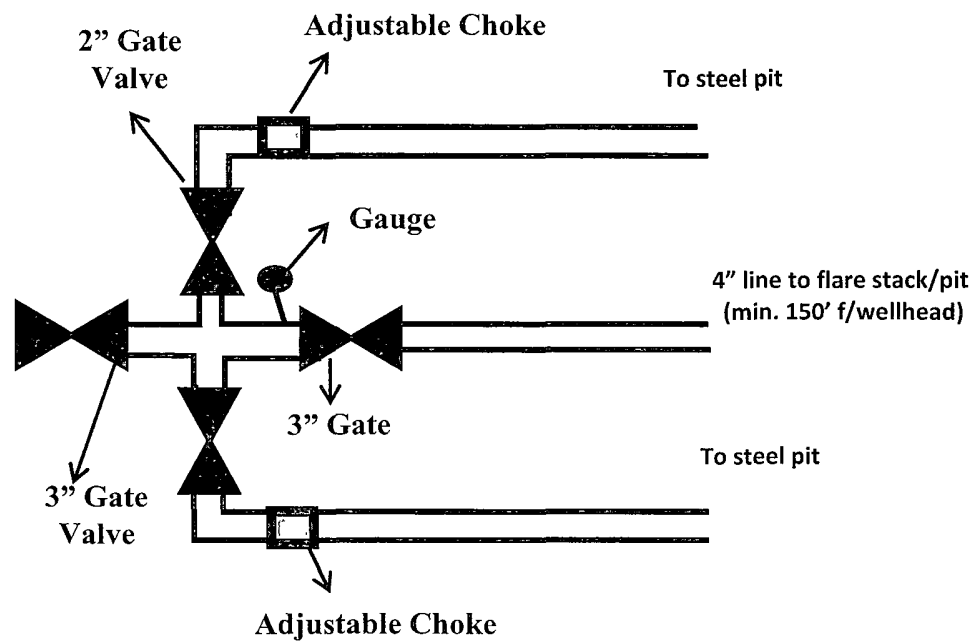 Adjustable Choke
2” Gate
Valve
To steel pit
Gauge
4” line to flare stack/pit
(min. 150’ f/wellhead)
3” Gate
To steel pit
3” Gate
Valve
Adjustable Choke